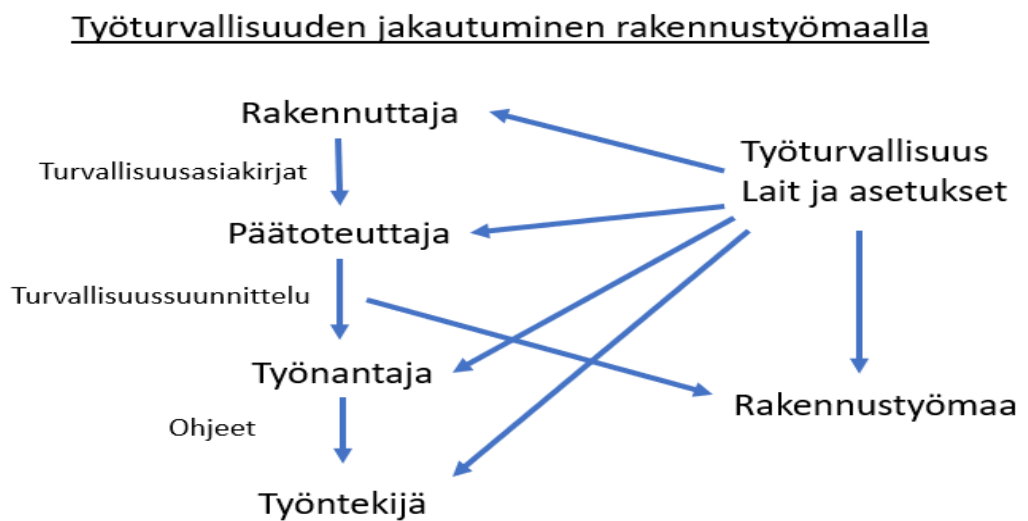 Työturvallisuuden jakautuminen rakennustyömaalla
Rakennuttaja
Turvallisuusasiakirjat
Työturvallisuus
Lait ja asetukset
Päätoteuttaja
Turvallisuussuunnittelu
Työnantaja
Rakennustyömaa
Ohjeet
Työntekijä